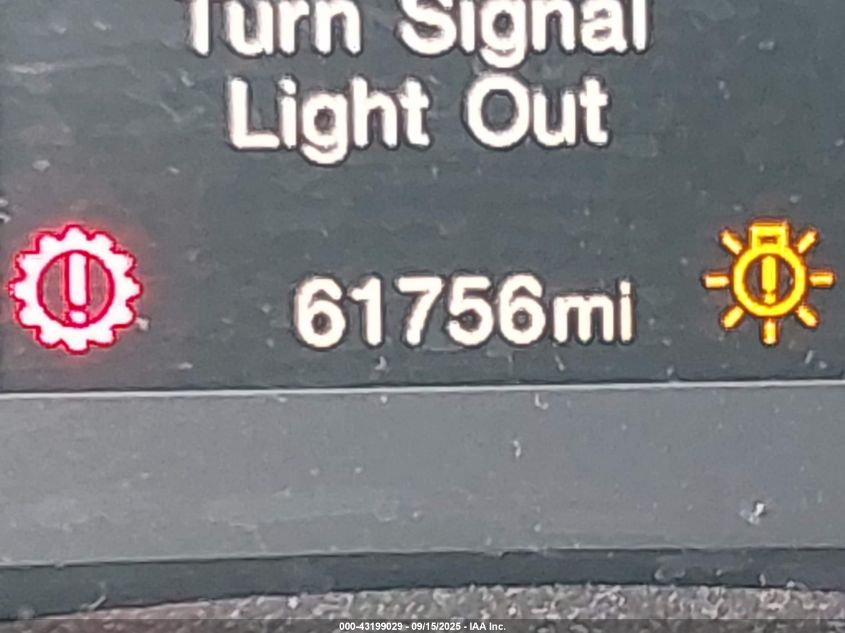 Turn Signal
Light Out
61756mi
000-43199029 - 09/15/2025 - IAA Inc.